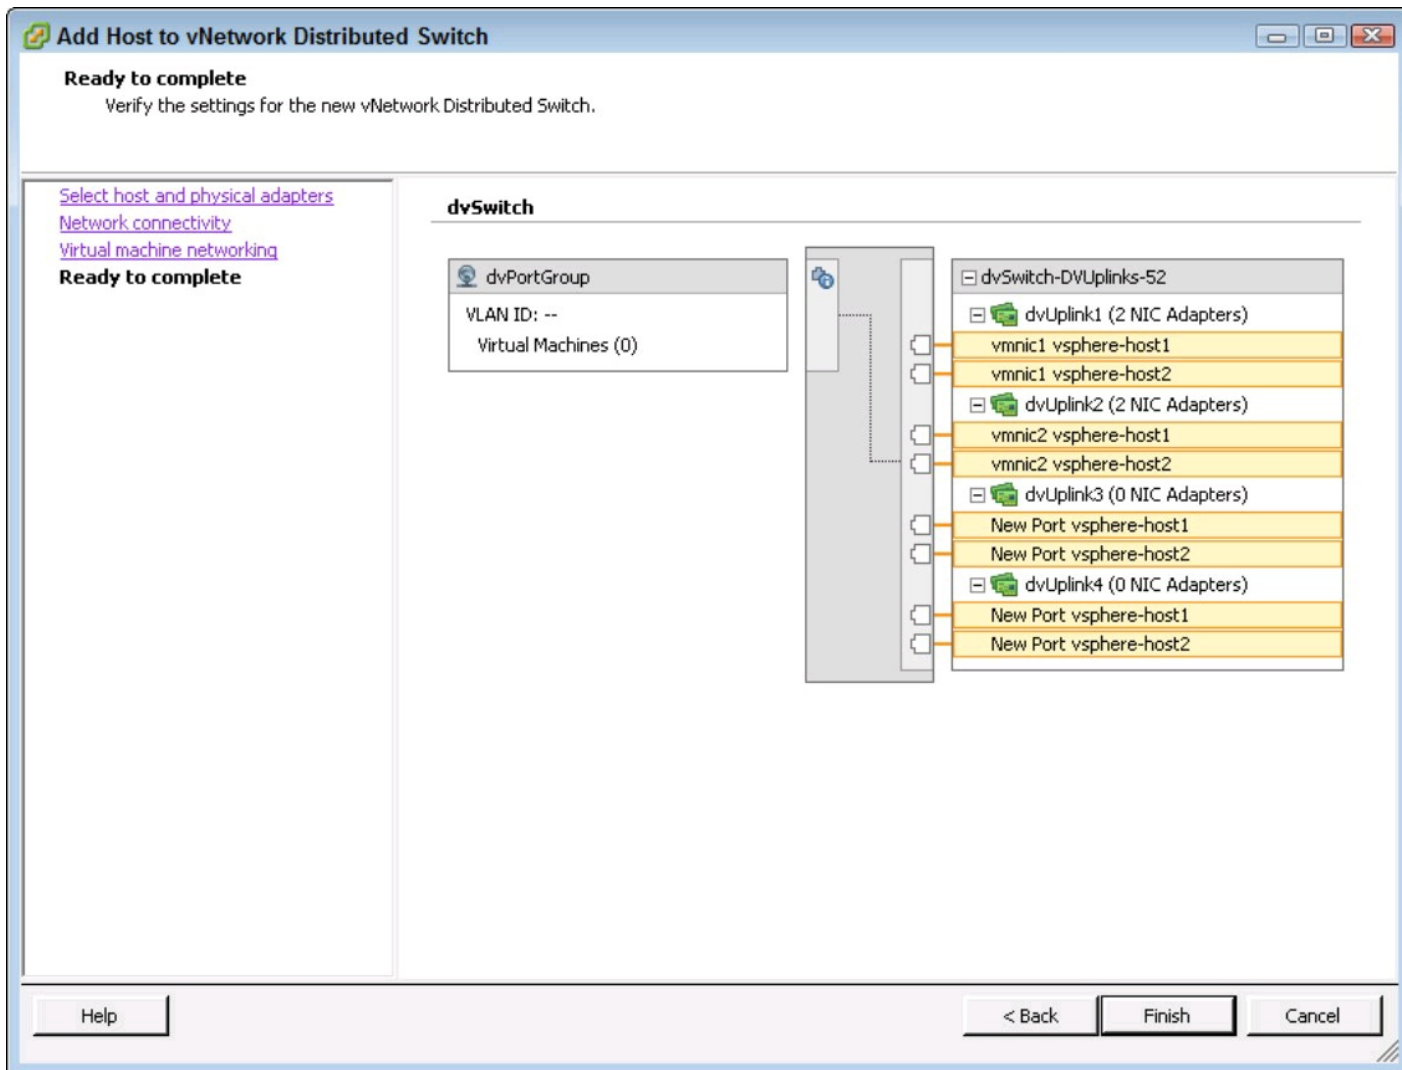 Add Host to vNetwork Distributed Switch
Ready to complete
Verify the settings for the new vNetwork Distributed Switch.
Select host and physical adapters
Network connectivity
Virtual machine networking
Ready to complete
dvSwitch
dvPortGroup
VLAN ID: --
Virtual Machines (0)
dvSwitch-DVUplinks-52
dvUplink1 (2 NIC Adapters)
vmnic1 vsphere-host1
vmnic1 vsphere-host2
dvUplink2 (2 NIC Adapters)
vmnic2 vsphere-host1
vmnic2 vsphere-host2
dvUplink3 (0 NIC Adapters)
New Port vsphere-host1
New Port vsphere-host2
dvUplink4 (0 NIC Adapters)
New Port vsphere-host1
New Port vsphere-host2
Help
< Back
Finish
Cancel